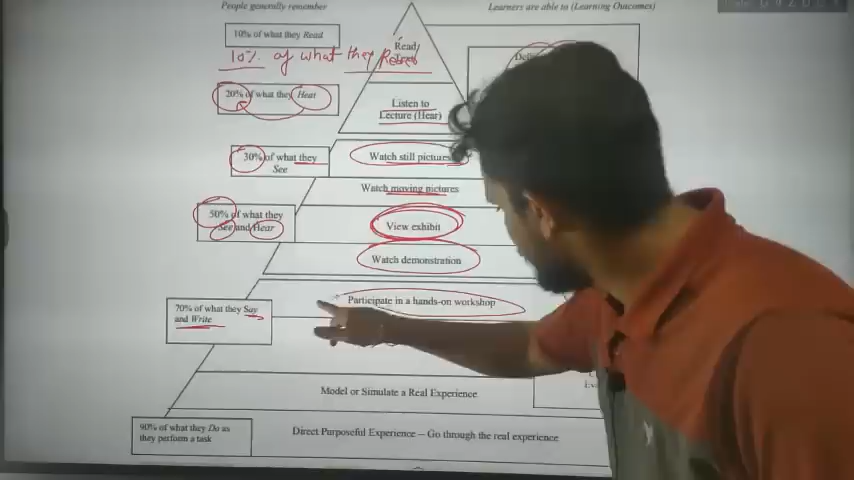 People generally remember
Learners are able to (Learning Outcomes)
10% of what they Read
Read
10% of what they
20% of what they Hear
Listen to
Lecture (Hear)
30% of what they
See
Watch still pictures
Watch moving pictures
50% of what they
See and Hear
View exhibit
Watch demonstration
Participate in a hands-on workshop
70% of what they Say
and Write
Model or Simulate a Real Experience
90% of what they Do as
they perform a task
Direct Purposeful Experience – Go through the real experience